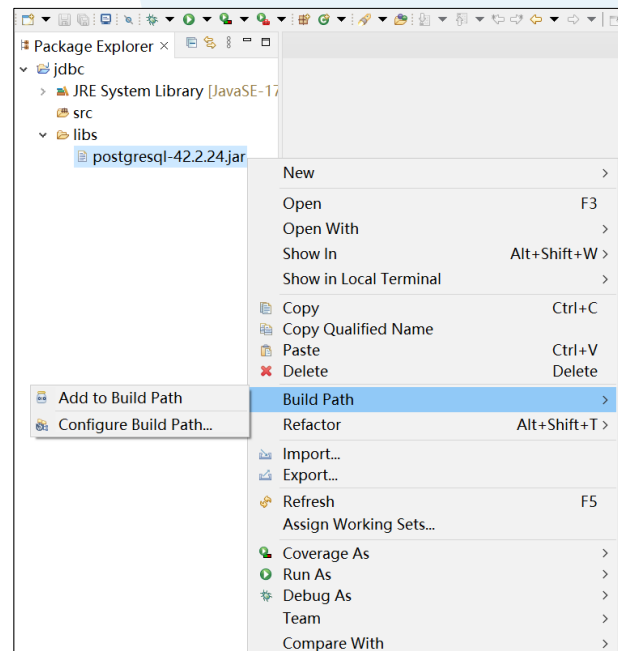 Package Explorer ×
jdbc
JRE System Library [JavaSE-17
src
libs
postgresql-42.2.24.jar
New
Open F3
Open With
Show In Alt+Shift+W
Show in Local Terminal
Copy Ctrl+C
Copy Qualified Name
Paste Ctrl+V
Delete Delete
Add to Build Path
Build Path
Configure Build Path...
Refactor Alt+Shift+T
Import...
Export...
Refresh F5
Assign Working Sets...
Coverage As
Run As
Debug As
Team
Compare With